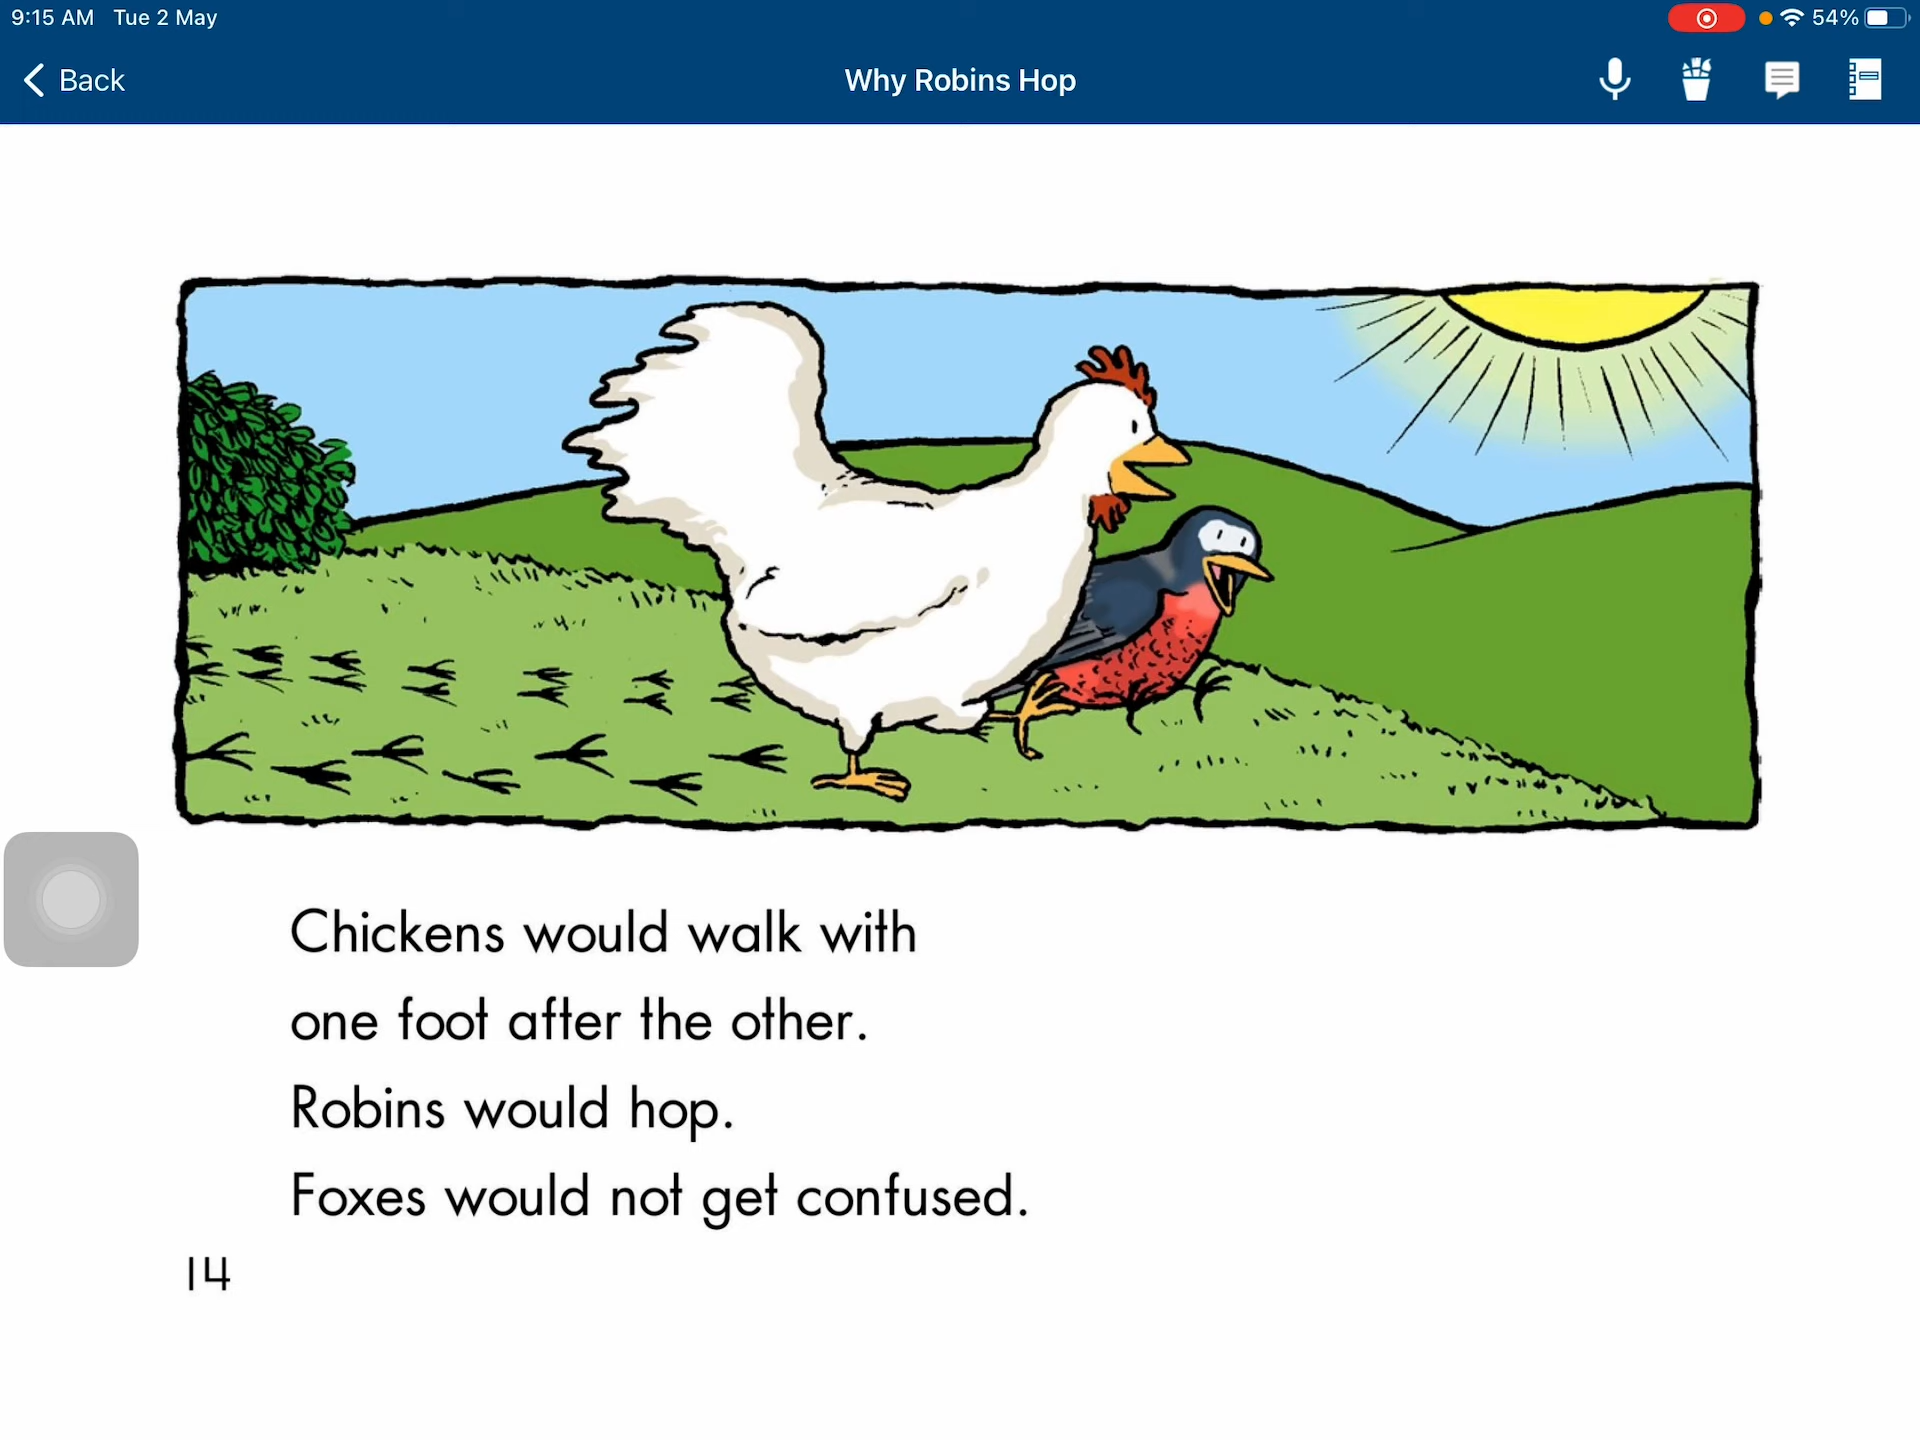 9:15 AM Tue 2 May
54%
Back
Why Robins Hop
Chickens would walk with
one foot after the other.
Robins would hop.
Foxes would not get confused.
14